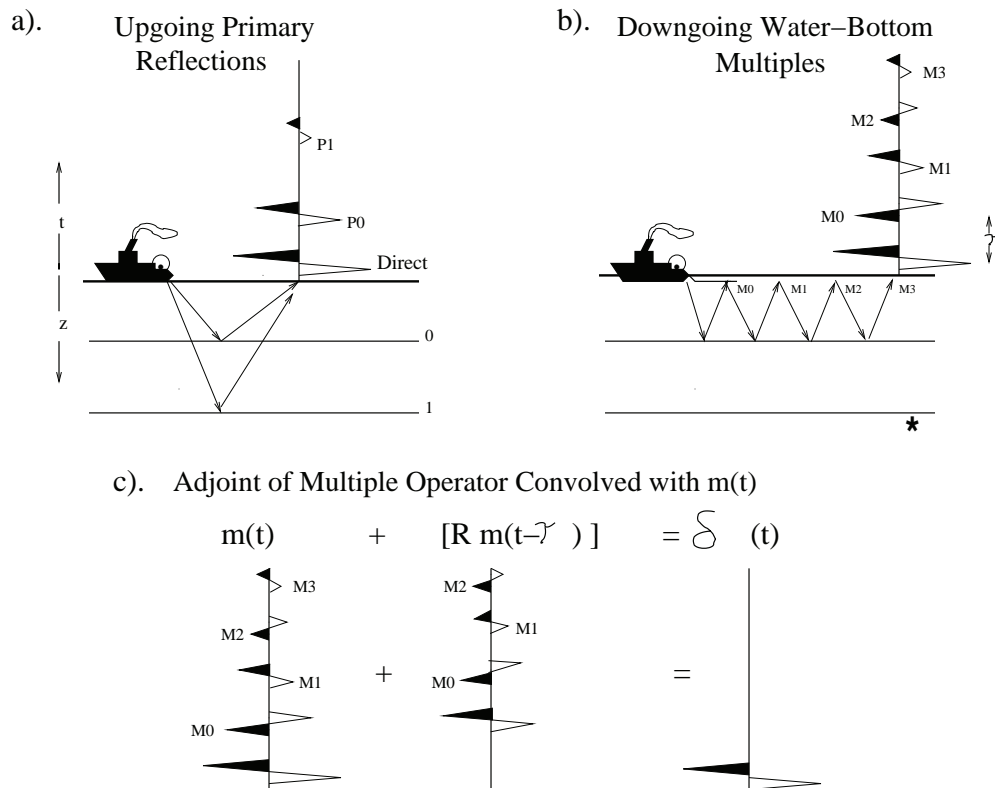 a). Upgoing Primary
Reflections
P1
P0
Direct
t
z
0
1
b). Downgoing Water−Bottom
Multiples
M3
M2
M1
M0
τ
M0 M1 M2 M3
*
c). Adjoint of Multiple Operator Convolved with m(t)
m(t) + [R m(t-τ ) ] = δ (t)
M3
M2
M1
M0
+
M2
M1
M0
=